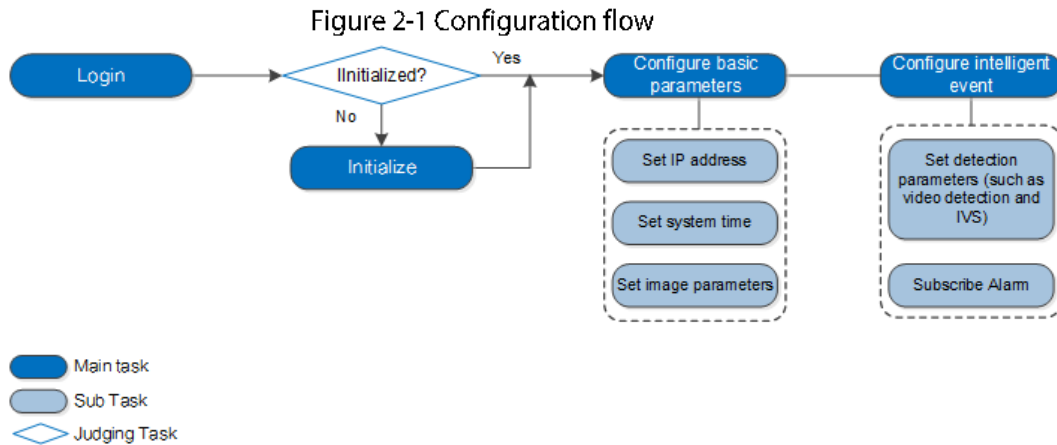 Figure 2-1 Configuration flow
Login
IInitialized?
Yes
No
Initialize
Configure basic
parameters
Configure intelligent
event
Set IP address
Set system time
Set image parameters
Set detection
parameters (such as
video detection and
IVS)
Subscribe Alarm
Main task
Sub Task
Judging Task